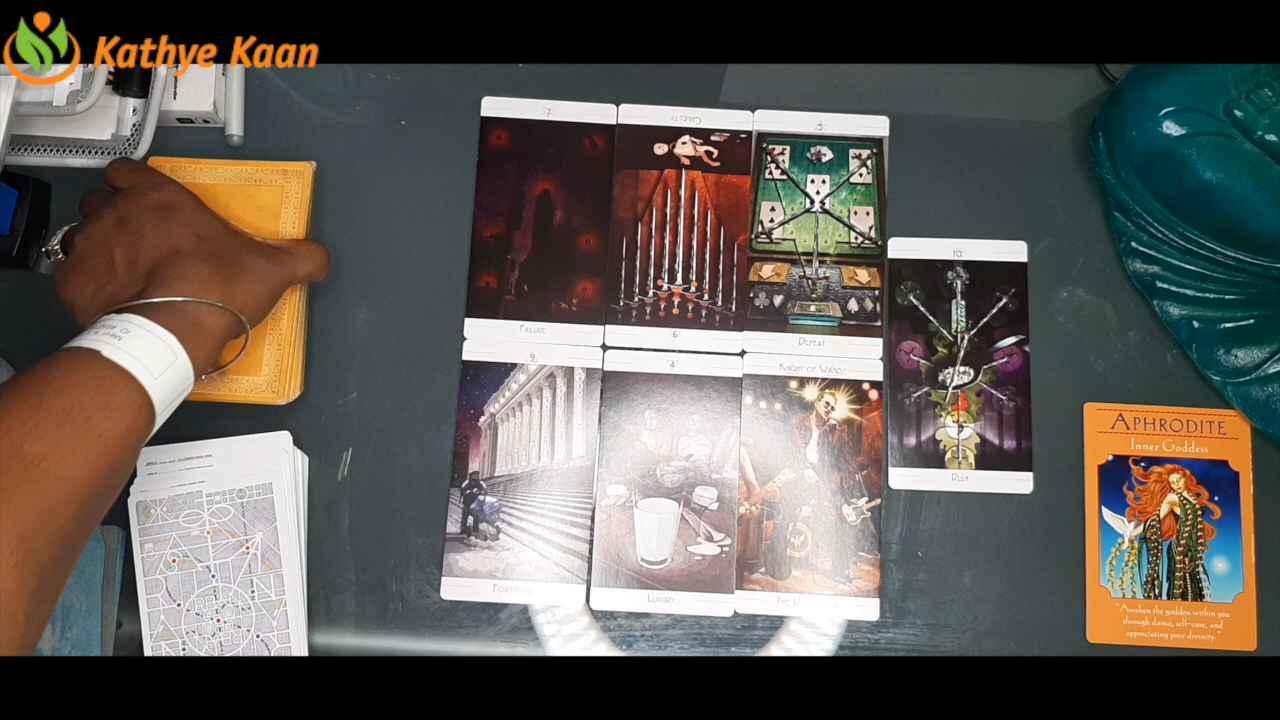 Kathye Kaan
7.
CRUELTY
5.
10.
FAILURE
9.
DEFEAT
9.
4.
KNIGHT OF WANDS
RUIN
FORTITUDE
LUXURY
APHRODITE
Inner Goddess
"Awaken the goddess within you
through dance, self-care, and
appreciating your divinity."